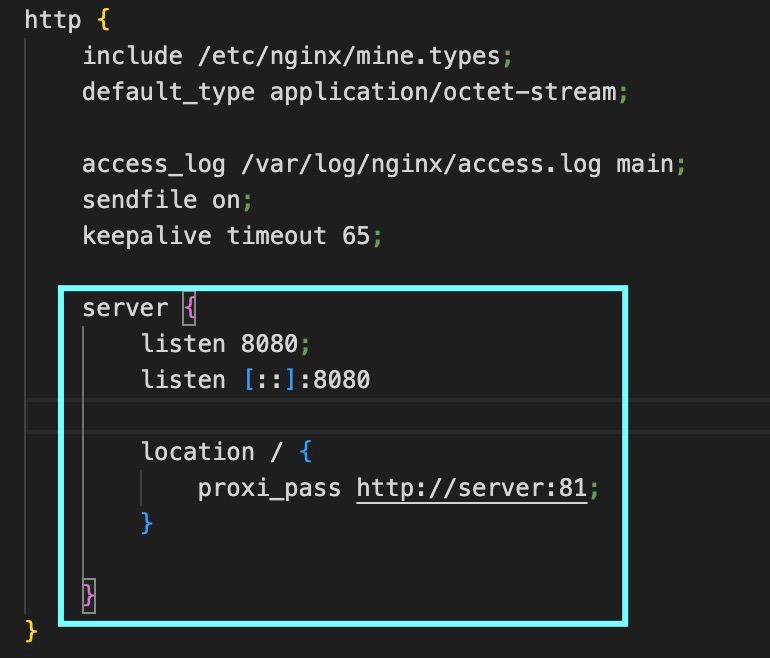 http {
include /etc/nginx/mine.types;
default_type application/octet-stream;
access_log /var/log/nginx/access.log main;
sendfile on;
keepalive timeout 65;
server {
listen 8080;
listen [::]:8080
location / {
proxi_pass http://server:81;
}
}
}